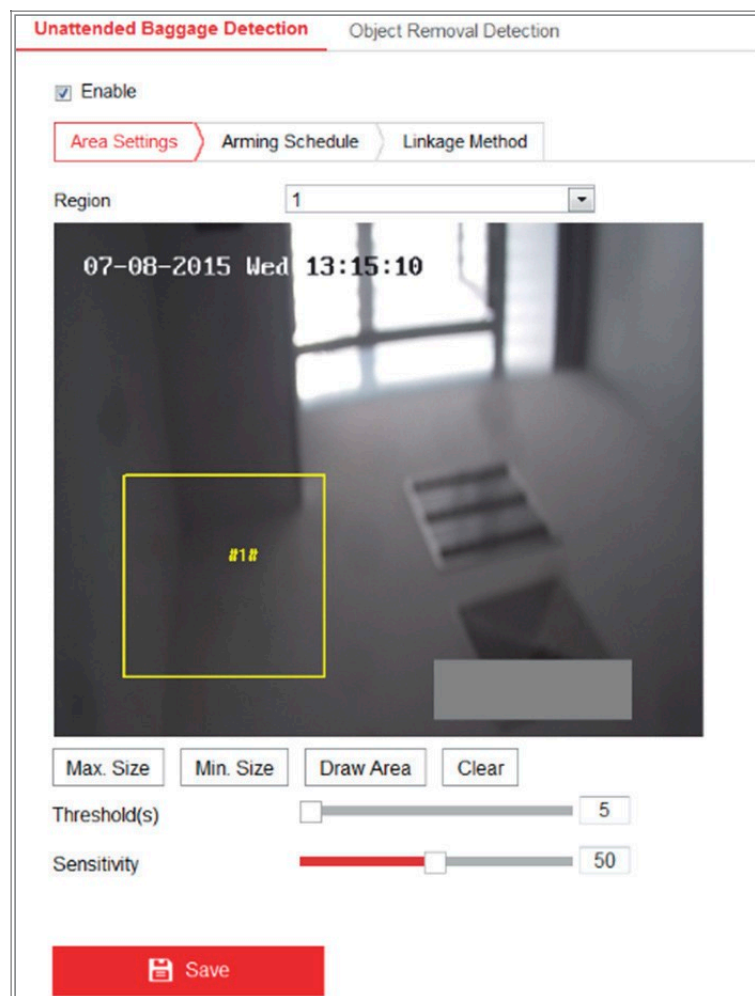 Unattended Baggage Detection Object Removal Detection
Enable
Area Settings Arming Schedule Linkage Method
Region 1
07-08-2015 Wed 13:15:10
#1#
Max. Size Min. Size Draw Area Clear
Threshold(s) 5
Sensitivity 50
Save